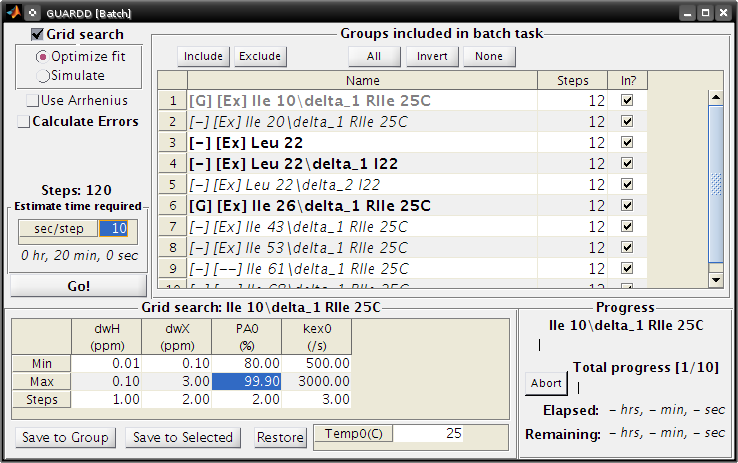 GUARDD [Batch]
Grid search
Optimize fit
Simulate
Use Arrhenius
Calculate Errors
Steps: 120
Estimate time required
sec/step 10
0 hr, 20 min, 0 sec
Go!
Groups included in batch task
Include Exclude All Invert None
Name Steps In?
1 [G] [Ex] Ile 10\delta_1 RIle 25C 12
2 [-] [Ex] Ile 20\delta_1 RIle 25C 12
3 [-] [Ex] Leu 22 12
4 [-] [Ex] Leu 22\delta_1 l22 12
5 [-] [Ex] Leu 22\delta_2 l22 12
6 [G] [Ex] Ile 26\delta_1 RIle 25C 12
7 [-] [Ex] Ile 43\delta_1 RIle 25C 12
8 [-] [Ex] Ile 53\delta_1 RIle 25C 12
9 [-] [--] Ile 61\delta_1 RIle 25C 12
Grid search: Ile 10\delta_1 RIle 25C
dwH dwX PA0 kex0
(ppm) (ppm) (%) (/s)
Min 0.01 0.10 80.00 500.00
Max 0.10 3.00 99.90 3000.00
Steps 1.00 2.00 2.00 3.00
Save to Group Save to Selected Restore Temp0(C) 25
Progress
Ile 10\delta_1 RIle 25C
Total progress [1/10]
Abort
Elapsed: - hrs, - min, - sec
Remaining: - hrs, - min, - sec